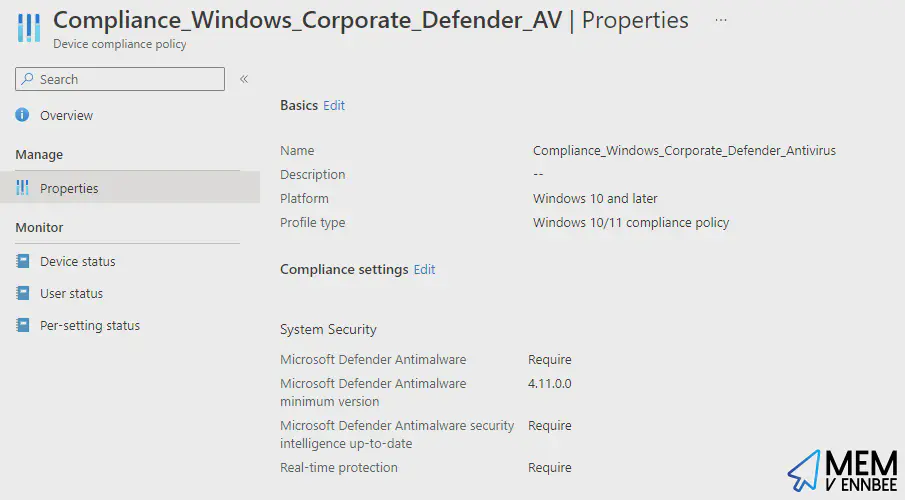 Compliance_Windows_Corporate_Defender_AV | Properties ...
Device compliance policy
Search «
Overview
Manage
Properties
Monitor
Device status
User status
Per-setting status
Basics Edit
Name Compliance_Windows_Corporate_Defender_Antivirus
Description --
Platform Windows 10 and later
Profile type Windows 10/11 compliance policy
Compliance settings Edit
System Security
Microsoft Defender Antimalware Require
Microsoft Defender Antimalware 4.11.0.0
minimum version
Microsoft Defender Antimalware security Require
intelligence up-to-date
Real-time protection Require
MEM
V ENNBEE